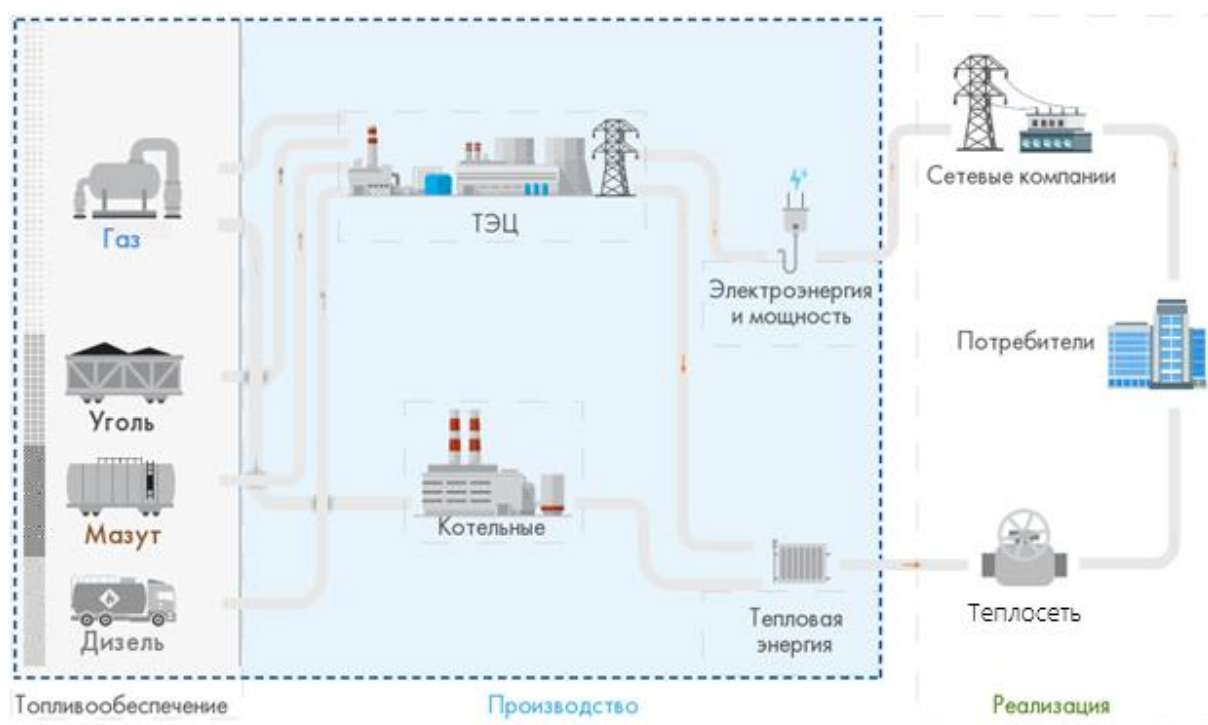 Газ
Уголь
Мазут
Дизель
Топливообеспечение
ТЭЦ
Котельные
Электроэнергия
и мощность
Тепловая
энергия
Производство
Сетевые компании
Потребители
Теплосеть
Реализация